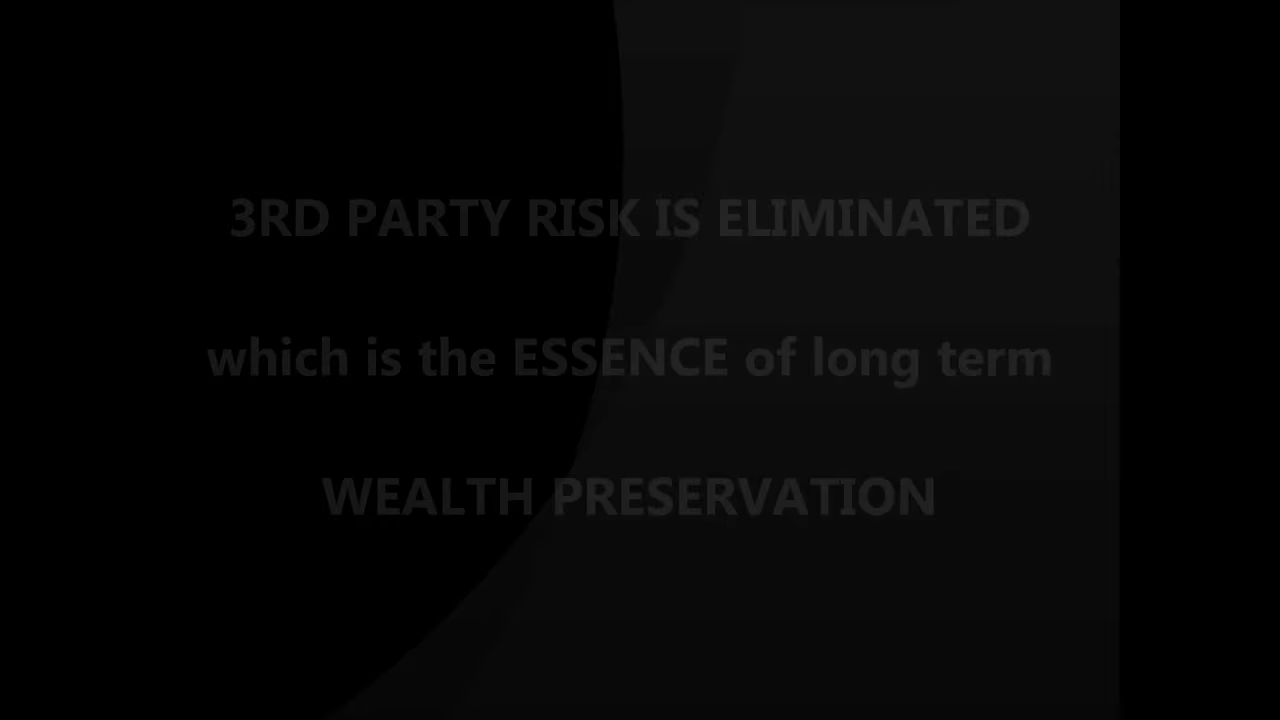 3RD PARTY RISK IS ELIMINATED
which is the ESSENCE of long term
WEALTH PRESERVATION